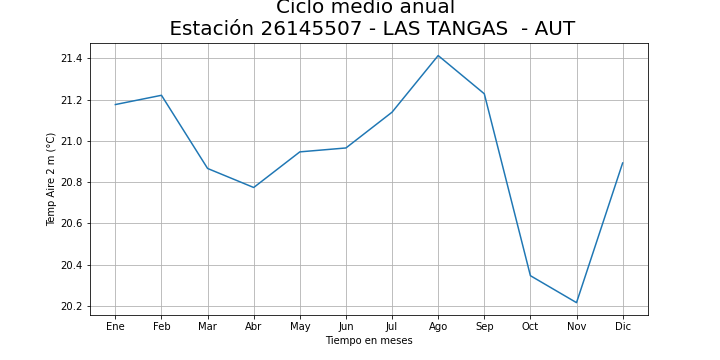 Ciclo medio anual
Estación 26145507 - LAS TANGAS  - AUT
21.4
21.2
21.0
20.8
20.6
20.4
20.2
Temp Aire 2 m (°C)
Ene Feb Mar Abr May Jun Jul Ago Sep Oct Nov Dic
Tiempo en meses